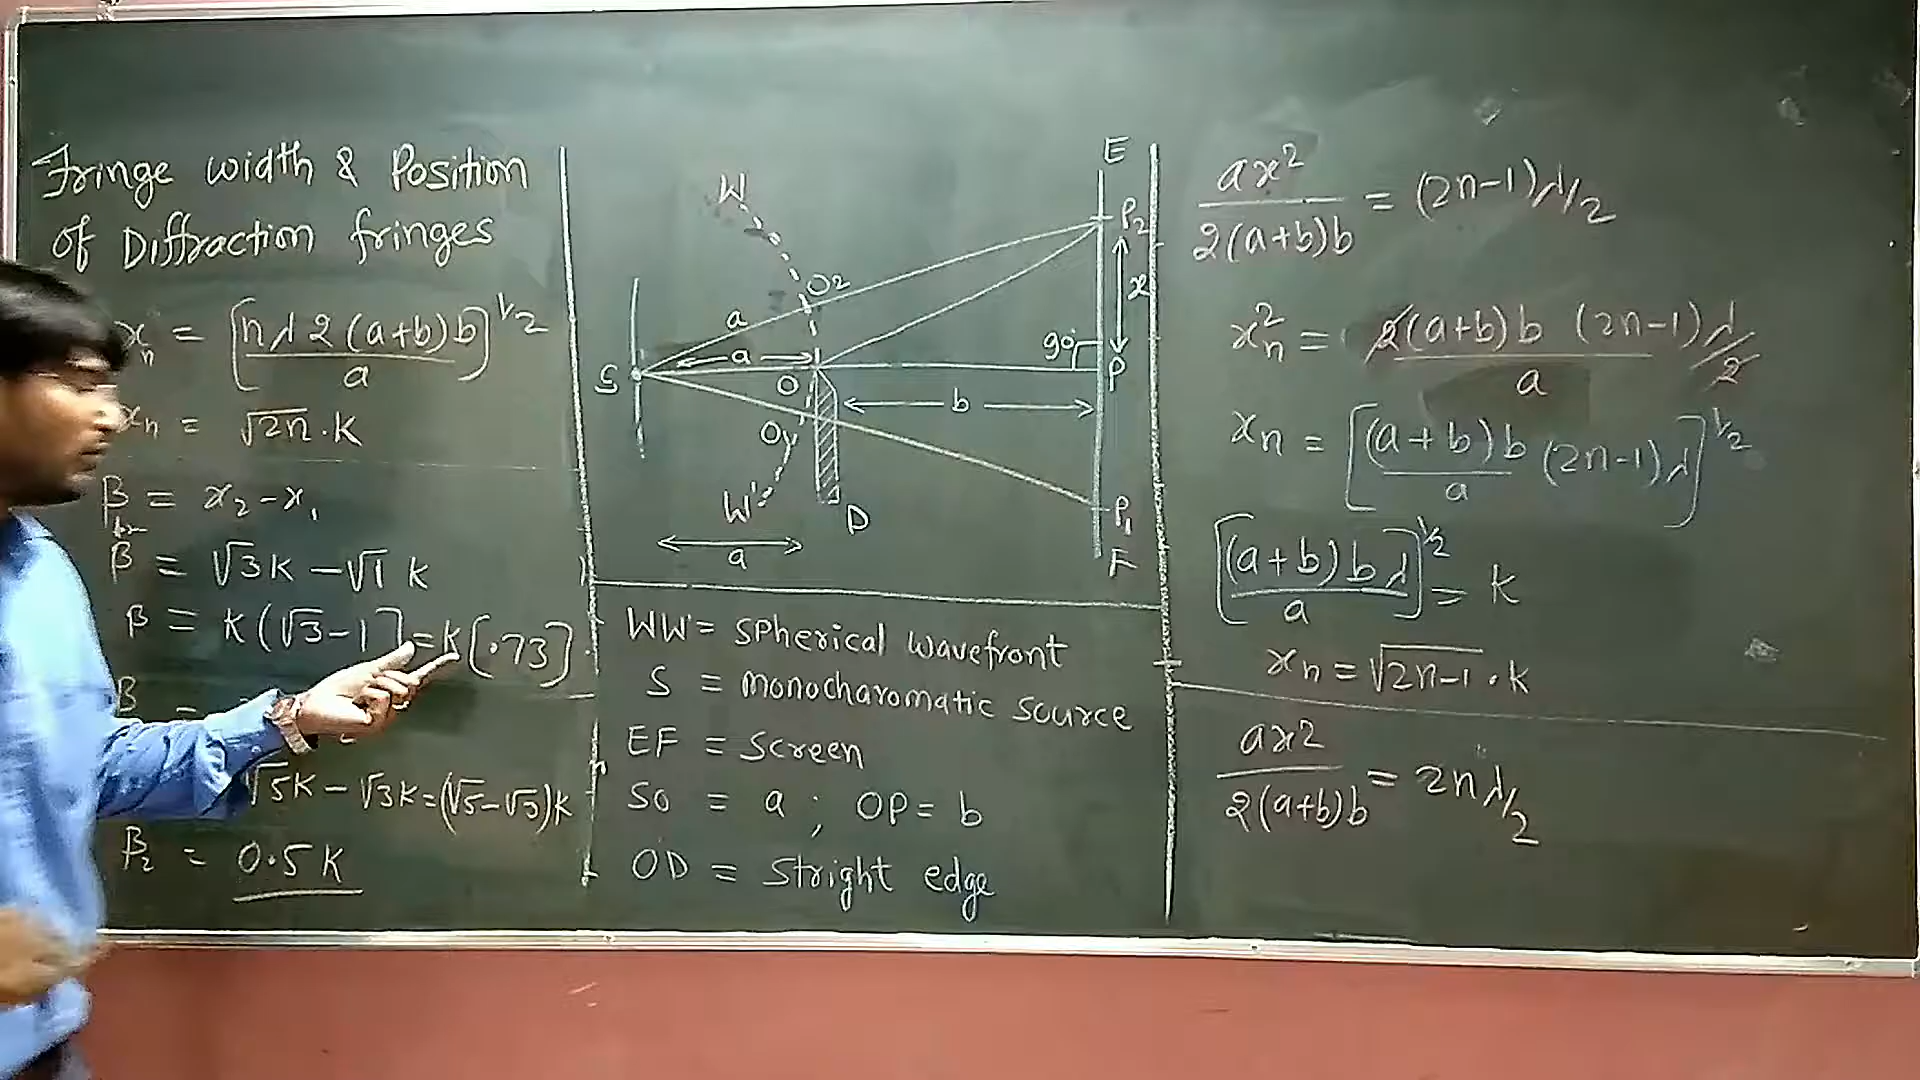 Fringe width & Position
of Diffraction fringes
xn = [nλ2(a+b)b/a]^1/2
xn = √2n.K
β = x2-x1
β = √3K-√1 K
β = K(√3-1] = K[.73]
β =
√5K-√3K=(√5-√3)K
β2 = 0.5K
W
O2
a
a
S
O
O1
W'
a
D
E
P2
x
90°
P
b
P1
F
WW'= Spherical wavefront
S = monocharomatic source
EF = Screen
SO = a ; OP= b
OD = Stright edge
ax²/2(a+b)b = (2n-1)λ/2
xn² = 2(a+b)b (2n-1)λ/2 / a
xn = [(a+b)b/a (2n-1)λ]^1/2
[(a+b)bλ/a]^1/2 = K
xn = √2n-1 . K
ax²/2(a+b)b = 2nλ/2